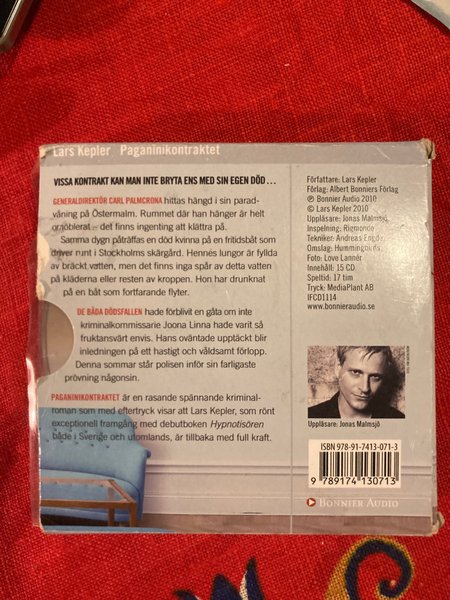 Lars Kepler Paganinikontraktet
VISSA KONTRAKT KAN MAN INTE BRYTA ENS MED SIN EGEN DÖD...
GENERALDIREKTÖR CARL PALMCRONA hittas hängd i sin parad-
våning på Östermalm. Rummet där han hänger är helt
omöblerat - det finns ingenting att klättra på.
Samma dygn påträffas en död kvinna på en fritidsbåt som
driver runt i Stockholms skärgård. Hennes lungor är fyllda
av bräckt vatten, men det finns inga spår av detta vatten
på kläderna eller resten av kroppen. Hon har drunknat
på en båt som fortfarande flyter.
DE BÅDA DÖDSFALLEN hade förblivit en gåta om inte
kriminalkommissarie Joona Linna hade varit så
fruktansvärt envis. Hans oväntade upptäckt blir
inledningen på ett hastigt och våldsamt förlopp.
Denna sommar står polisen inför sin farligaste
prövning någonsin.
PAGANINIKONTRAKTET är en rasande spännande kriminal-
roman som med eftertryck visar att Lars Kepler, som rönt
exceptionell framgång med debutboken Hypnotisören
både i Sverige och utomlands, är tillbaka med full kraft.
Författare: Lars Kepler
Förlag: Albert Bonniers Förlag
℗ Bonnier Audio 2010
© Lars Kepler 2010
Uppläsare: Jonas Malmsjö
Inspelning: Rigmondo
Tekniker: Andreas
Omslag: Hummingbirds
Foto: Love Lannér
Innehåll: 15 CD
Speltid: 17 tim
Tryck: MediaPlant AB
IFCD1114
www.bonnieraudio.se
Uppläsare: Jonas Malmsjö
ISBN 978-91-7413-071-3
9 789174 130713
BONNIER AUDIO